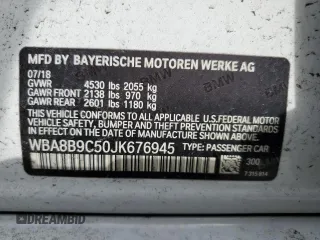 MFD BY BAYERISCHE MOTOREN WERKE AG
07/18
GVWR 4530 lbs 2055 kg
GAWR FRONT 2138 lbs 970 kg
GAWR REAR 2601 lbs 1180 kg
THIS VEHICLE CONFORMS TO ALL APPLICABLE FEDERAL MOTOR
VEHICLE SAFETY, BUMPER AND THEFT PREVENTION STANDARDS
IN EFFECT ON THE DATE OF MANUFACTURE SHOWN ABOVE.
WBA8B9C50JK676945 TYPE: PASSENGER CAR
300